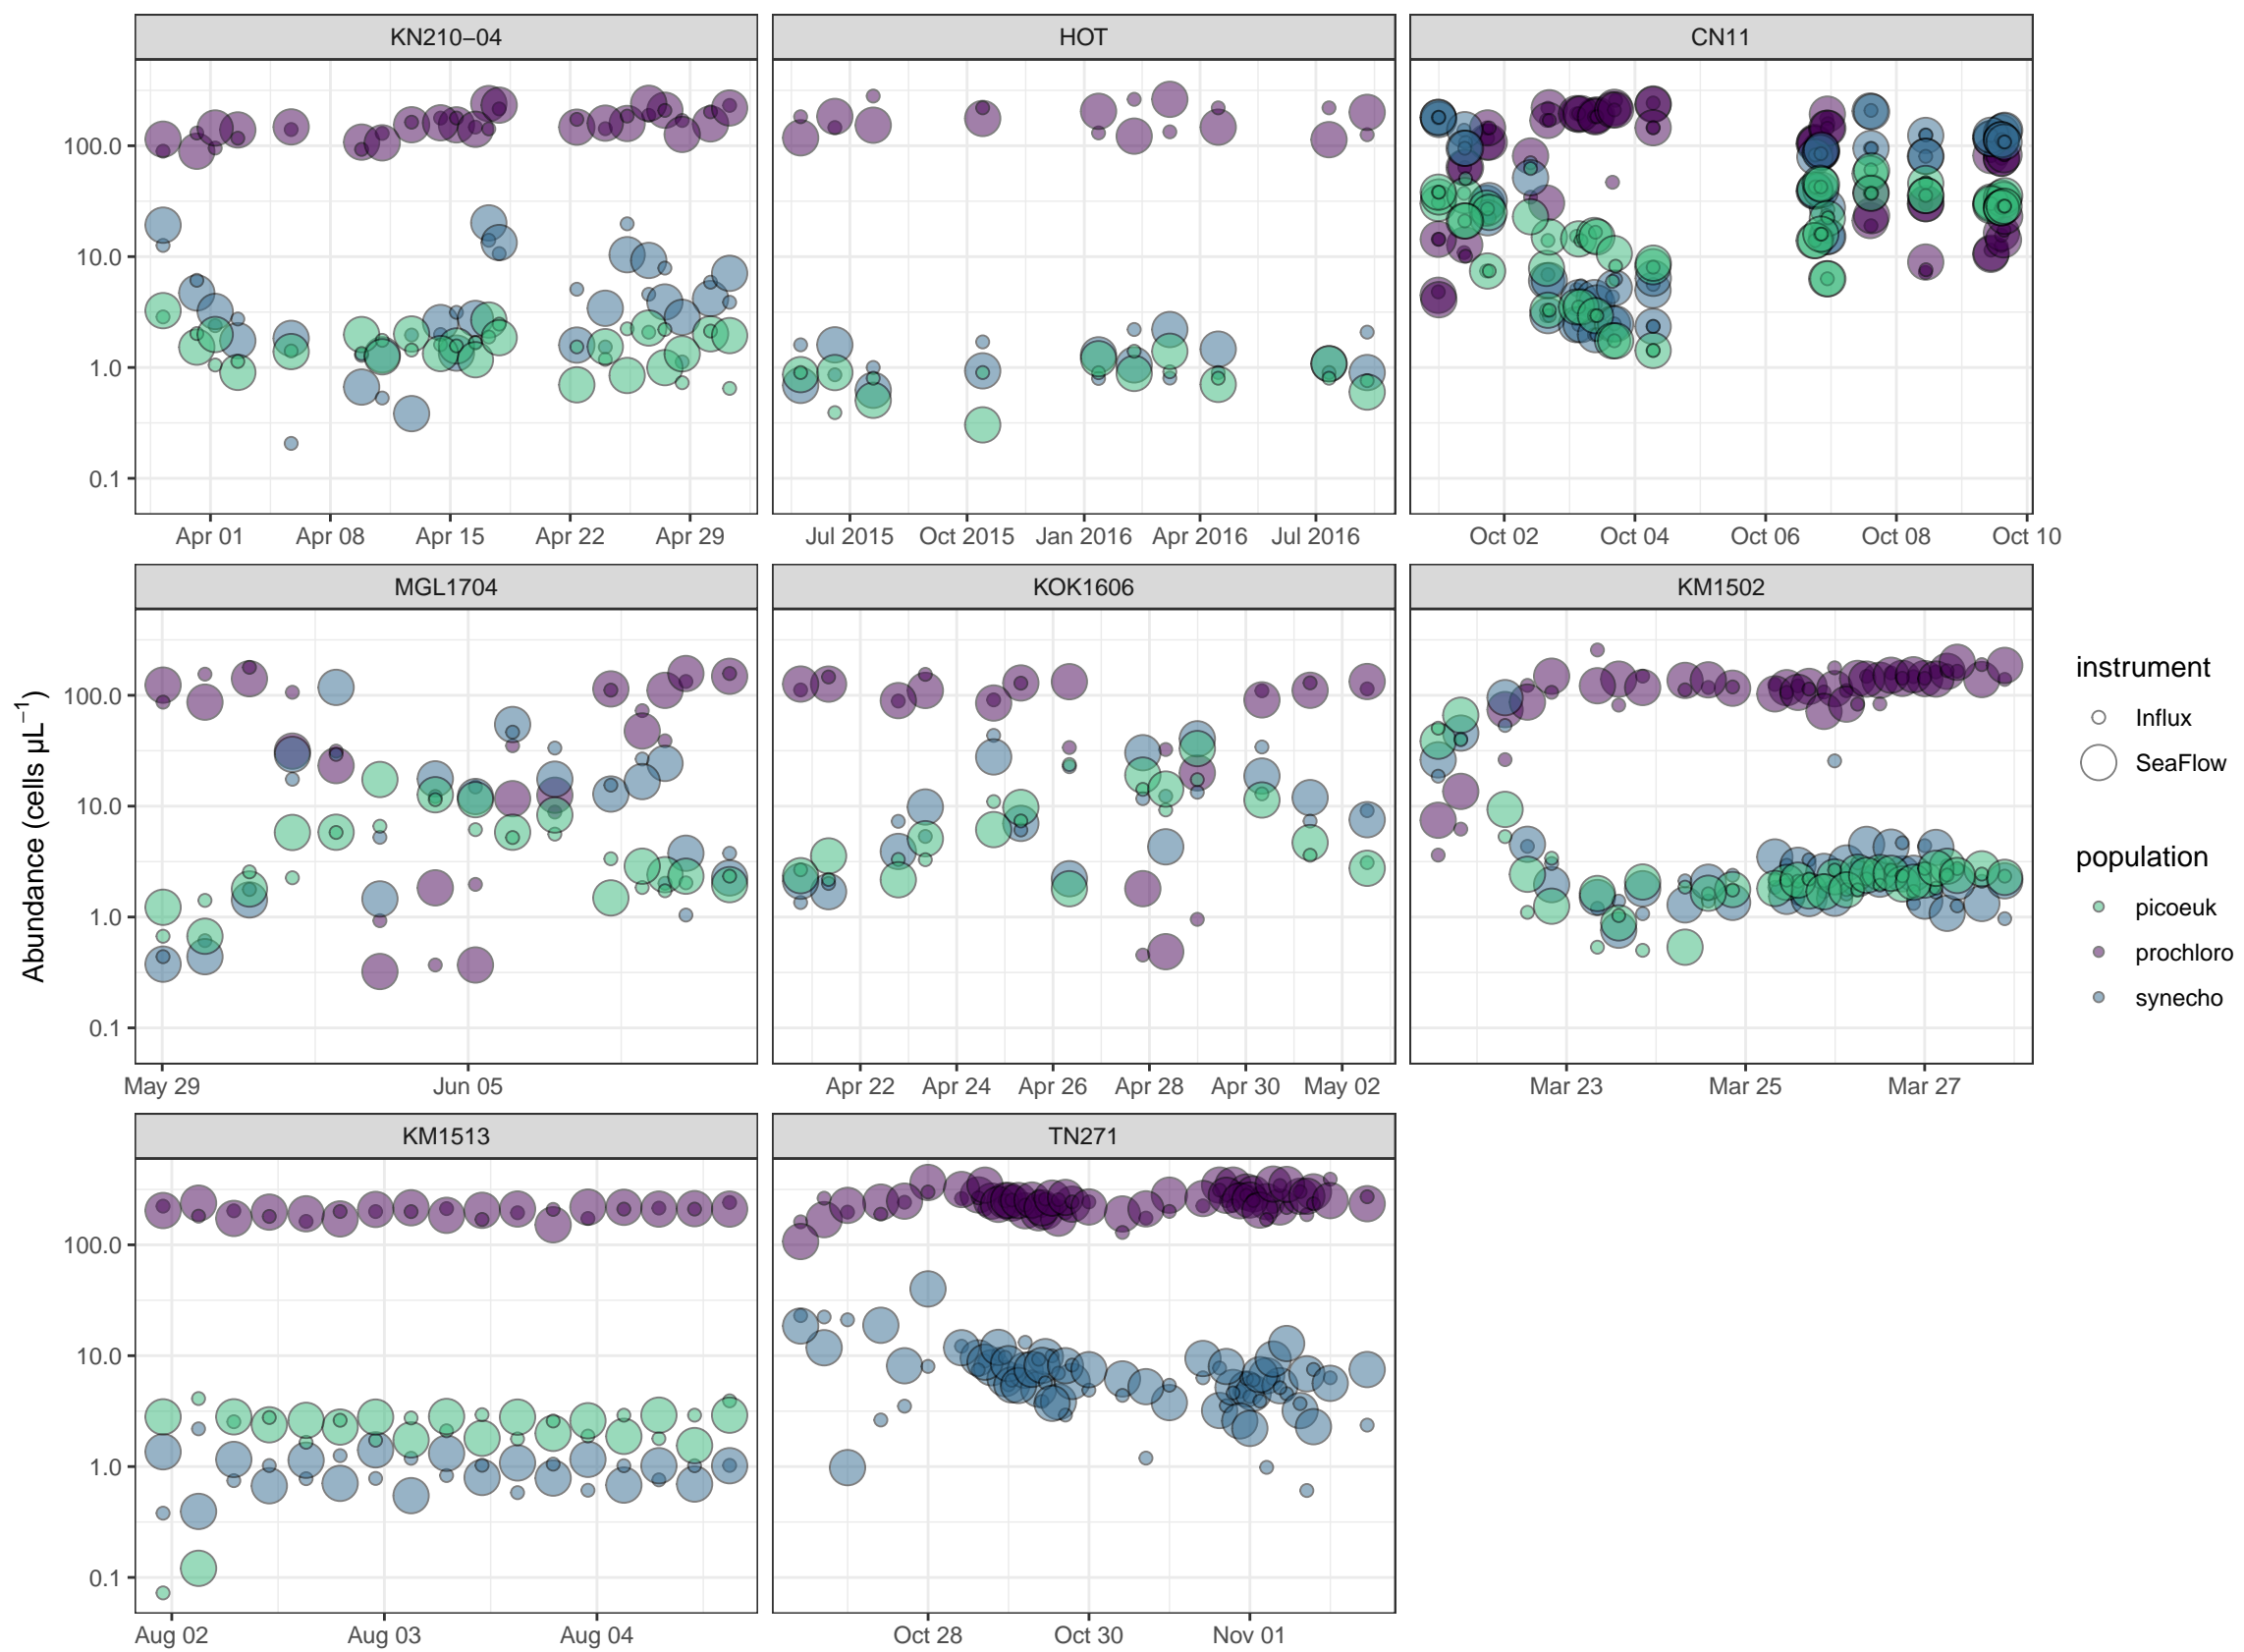 KN210−04
HOT
CN11
100.0
10.0
1.0
0.1
Apr 01 Apr 08 Apr 15 Apr 22 Apr 29
Jul 2015 Oct 2015 Jan 2016 Apr 2016 Jul 2016
Oct 02 Oct 04 Oct 06 Oct 08 Oct 10
MGL1704
KOK1606
KM1502
Abundance (cells µL⁻¹)
100.0
10.0
1.0
0.1
May 29 Jun 05
Apr 22 Apr 24 Apr 26 Apr 28 Apr 30 May 02
Mar 23 Mar 25 Mar 27
instrument
Influx
SeaFlow
population
picoeuk
prochloro
synecho
KM1513
TN271
100.0
10.0
1.0
0.1
Aug 02 Aug 03 Aug 04
Oct 28 Oct 30 Nov 01